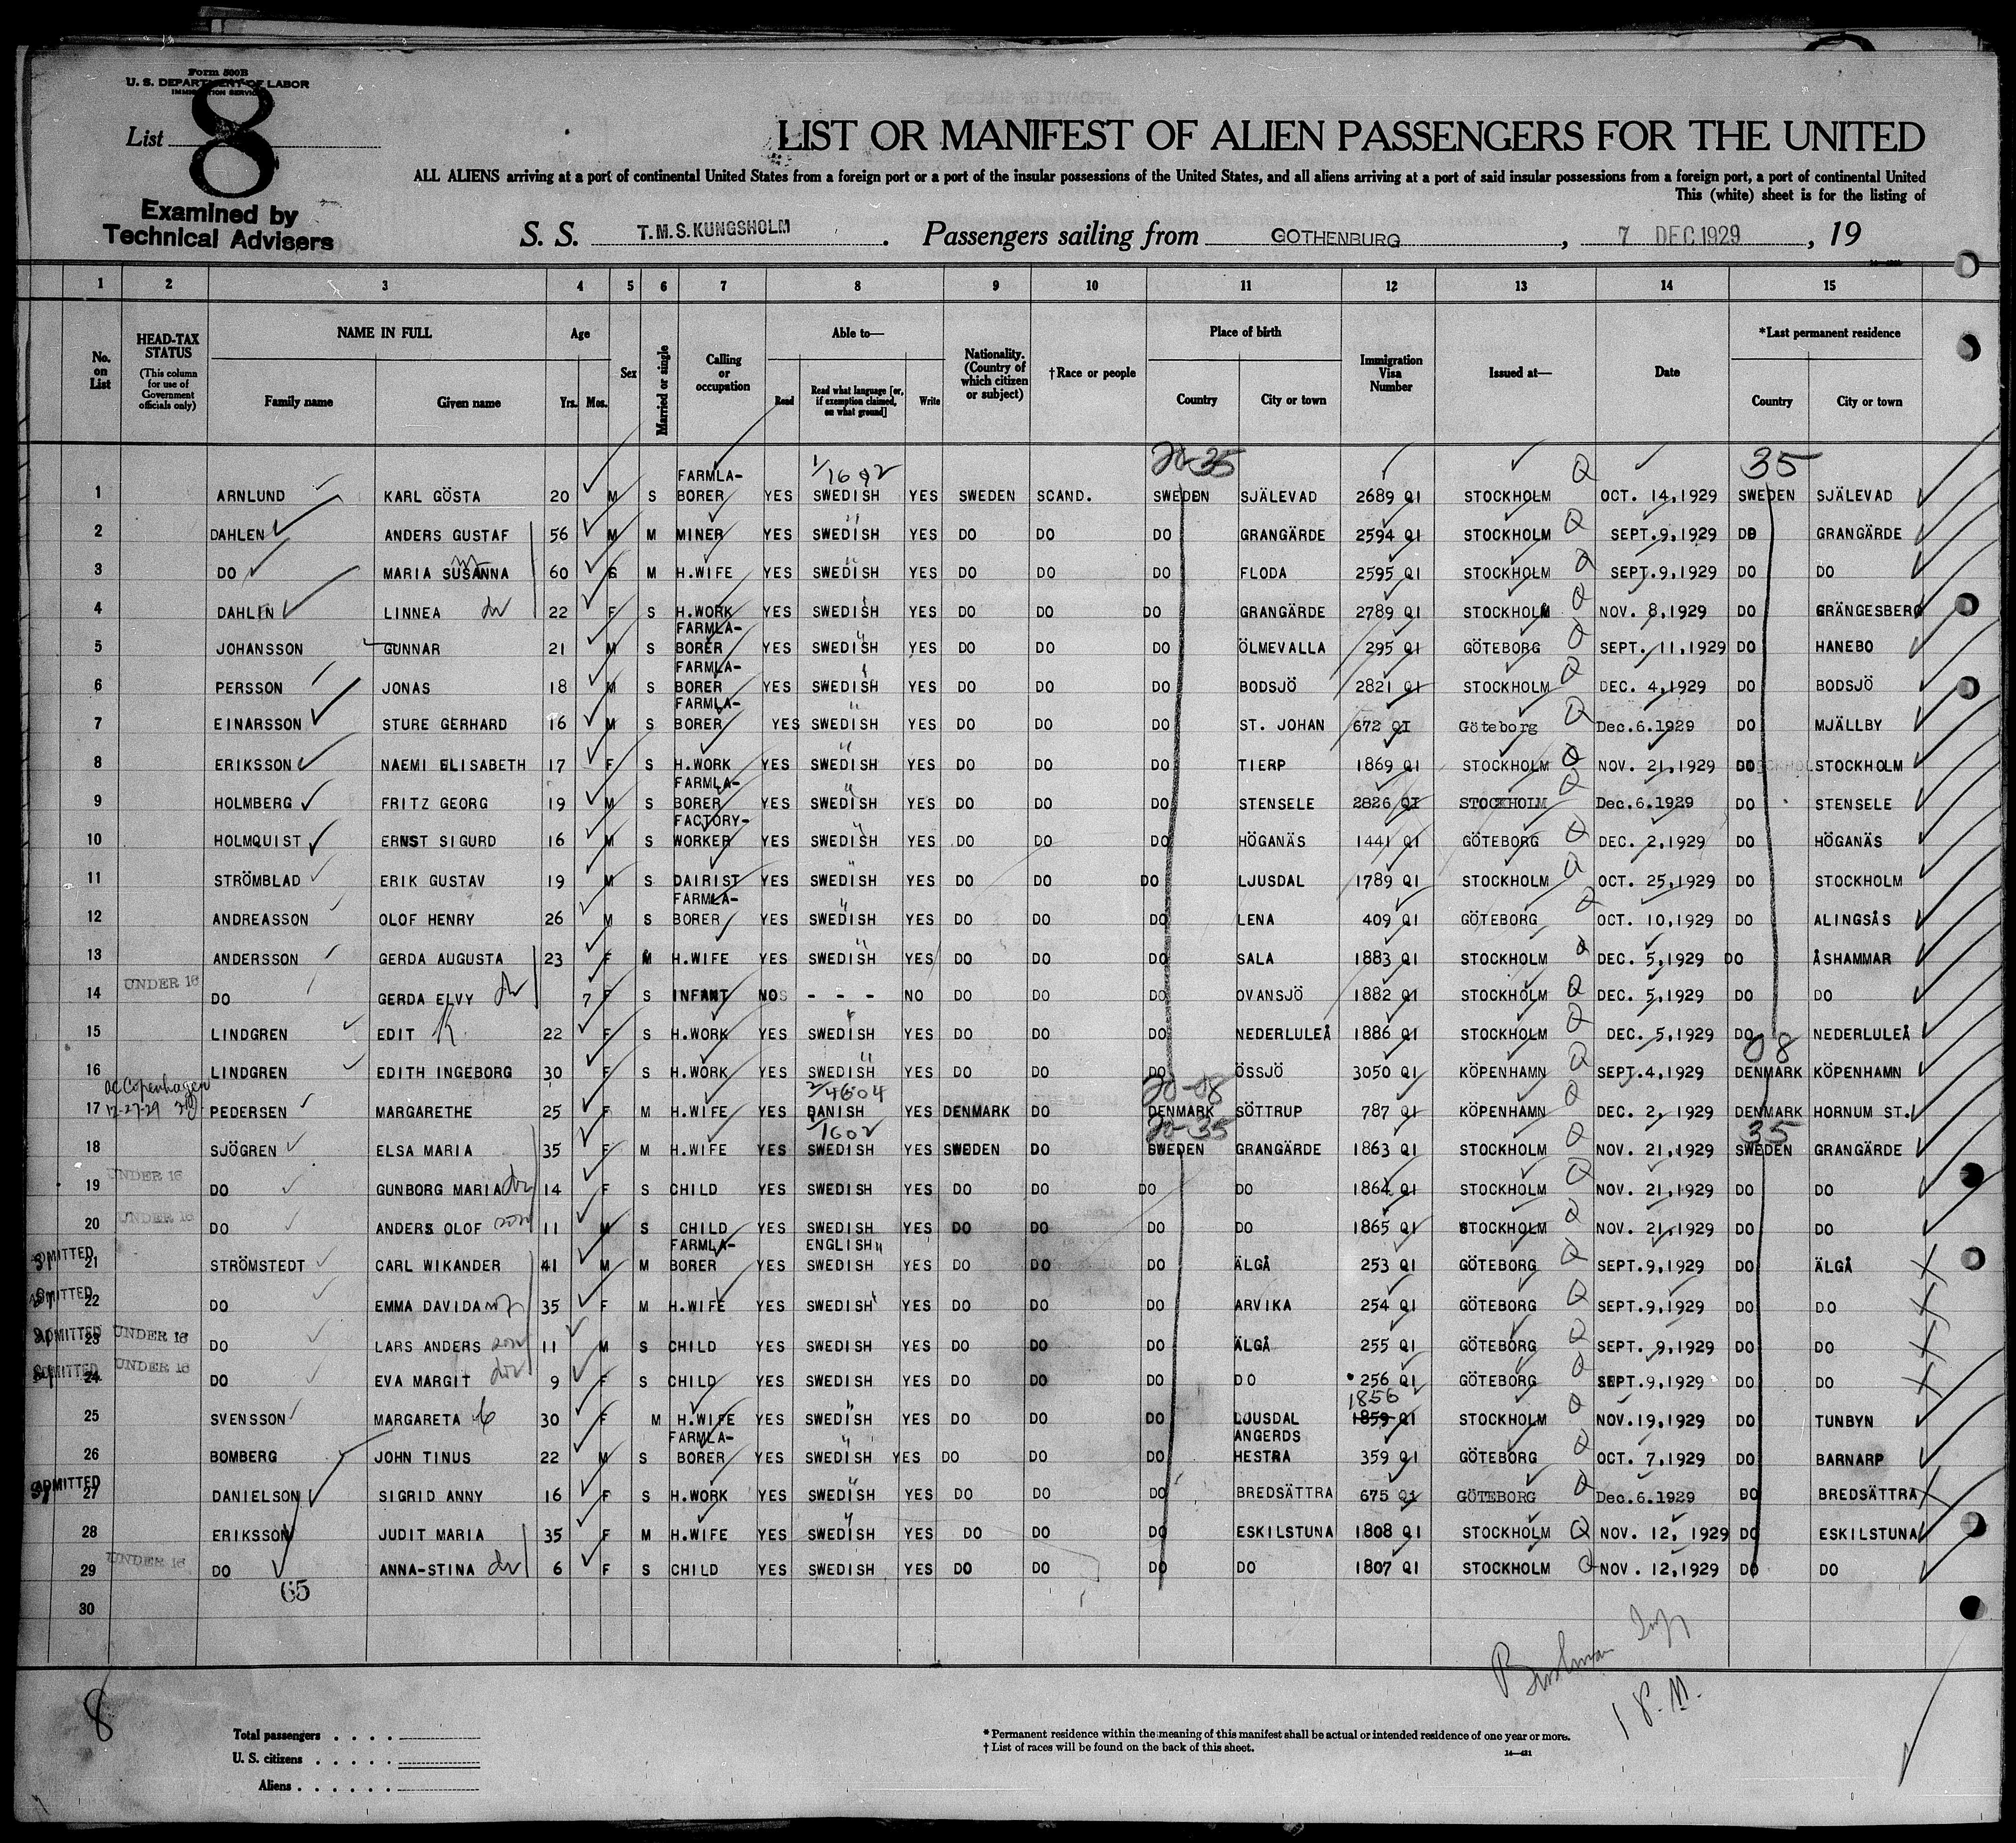 Form 500B
U. S. DEPARTMENT OF LABOR
IMMIGRATION SERVICE
List 8
Examined by
Technical Advisers
LIST OR MANIFEST OF ALIEN PASSENGERS FOR THE UNITED
ALL ALIENS arriving at a port of continental United States from a foreign port or a port of the insular possessions of the United States, and all aliens arriving at a port of said insular possessions from a foreign port, a port of continental United
This (white) sheet is for the listing of
S. S. T.M.S.KUNGSHOLM. Passengers sailing from GOTHENBURG, 7 DEC 1929, 19
1 2 3 4 5 6 7 8 9 10 11 12 13 14 15
No. on List
HEAD-TAX STATUS (This column for use of Government officials only)
NAME IN FULL
Family name
Given name
Age
Yrs. Mos.
Sex
Married or single
Calling or occupation
Able to—
Read
Read what language [or, if exemption claimed, on what ground]
Write
Nationality. (Country of which citizen or subject)
†Race or people
Place of birth
Country
City or town
Immigration Visa Number
Issued at—
Date
*Last permanent residence
Country
City or town
1/1602 20-35 35
1 ARNLUND KARL GÖSTA 20 M S FARMLA-BORER YES SWEDISH YES SWEDEN SCAND. SWEDEN SJÄLEVAD 2689 QI STOCKHOLM Q OCT. 14,1929 SWEDEN SJÄLEVAD
2 DAHLEN ANDERS GUSTAF 56 M M MINER YES SWEDISH YES DO DO DO GRANGÄRDE 2594 QI STOCKHOLM Q SEPT.9,1929 DO GRANGÄRDE
3 DO MARIA SUSANNA 60 M H.WIFE YES SWEDISH YES DO DO DO FLODA 2595 QI STOCKHOLM Q SEPT.9,1929 DO DO
4 DAHLIN LINNEA 22 F S H.WORK YES SWEDISH YES DO DO DO GRANGÄRDE 2789 QI STOCKHOLM Q NOV. 8,1929 DO GRÄNGESBERG
5 JOHANSSON GUNNAR 21 M S FARMLA-BORER YES SWEDISH YES DO DO DO ÖLMEVALLA 295 QI GÖTEBORG Q SEPT. 11,1929 DO HANEBO
6 PERSSON JONAS 18 M S FARMLA-BORER YES SWEDISH YES DO DO DO BODSJÖ 2821 QI STOCKHOLM Q DEC. 4,1929 DO BODSJÖ
7 EINARSSON STURE GERHARD 16 M S FARMLA-BORER YES SWEDISH YES DO DO DO ST. JOHAN 672 QI Göteborg Q Dec.6.1929 DO MJÄLLBY
8 ERIKSSON NAEMI ELISABETH 17 F S H.WORK YES SWEDISH YES DO DO DO TIERP 1869 QI STOCKHOLM Q NOV. 21,1929 DO STOCKHOLM
9 HOLMBERG FRITZ GEORG 19 M S FARMLA-BORER YES SWEDISH YES DO DO DO STENSELE 2826 QI STOCKHOLM Q Dec.6.1929 DO STENSELE
10 HOLMQUIST ERNST SIGURD 16 M S FACTORY-WORKER YES SWEDISH YES DO DO DO HÖGANÄS 1441 QI GÖTEBORG Q DEC. 2,1929 DO HÖGANÄS
11 STRÖMBLAD ERIK GUSTAV 19 M S DAIRIST YES SWEDISH YES DO DO DO LJUSDAL 1789 QI STOCKHOLM Q OCT. 25,1929 DO STOCKHOLM
12 ANDREASSON OLOF HENRY 26 M S FARMLA-BORER YES SWEDISH YES DO DO DO LENA 409 QI GÖTEBORG Q OCT. 10,1929 DO ALINGSÅS
13 ANDERSSON GERDA AUGUSTA 23 F M H.WIFE YES SWEDISH YES DO DO DO SALA 1883 QI STOCKHOLM Q DEC. 5,1929 DO ÅSHAMMAR
14 UNDER 16 DO GERDA ELVY 7 F S INFANT NO - - - NO DO DO DO OVANSJÖ 1882 QI STOCKHOLM Q DEC. 5,1929 DO DO
15 LINDGREN EDIT 22 F S H.WORK YES SWEDISH YES DO DO DO NEDERLULEÅ 1886 QI STOCKHOLM Q DEC. 5,1929 DO NEDERLULEÅ
08
16 LINDGREN EDITH INGEBORG 30 F S H.WORK YES SWEDISH YES DO DO DO ÖSSJÖ 3050 QI KÖPENHAMN Q SEPT.4,1929 DENMARK KÖPENHAMN
Copenhagen 12-27-29 2/4604 20-08
17 PEDERSEN MARGARETHE 25 F M H.WIFE YES DANISH YES DENMARK DO DENMARK SÖTTRUP 787 QI KÖPENHAMN Q DEC. 2, 1929 DENMARK HORNUM ST.
1/1602 20-35 35
18 SJÖGREN ELSA MARIA 35 F M H.WIFE YES SWEDISH YES SWEDEN DO SWEDEN GRANGÄRDE 1863 QI STOCKHOLM Q NOV. 21,1929 SWEDEN GRANGÄRDE
19 UNDER 16 DO GUNBORG MARIA 14 F S CHILD YES SWEDISH YES DO DO DO DO 1864 QI STOCKHOLM Q NOV. 21,1929 DO DO
20 UNDER 16 DO ANDERS OLOF son 11 M S CHILD YES SWEDISH YES DO DO DO DO 1865 QI STOCKHOLM Q NOV. 21,1929 DO DO
ADMITTED 21 STRÖMSTEDT CARL WIKANDER 41 M M FARMLA-BORER YES ENGLISH SWEDISH YES DO DO DO ÄLGÅ 253 QI GÖTEBORG Q SEPT.9,1929 DO ÄLGÅ
ADMITTED 22 DO EMMA DAVIDA 35 F M H.WIFE YES SWEDISH YES DO DO DO ARVIKA 254 QI GÖTEBORG Q SEPT.9,1929 DO DO
ADMITTED 23 UNDER 16 DO LARS ANDERS son 11 M S CHILD YES SWEDISH YES DO DO DO ÄLGÅ 255 QI GÖTEBORG Q SEPT. 9,1929 DO DO
ADMITTED 24 UNDER 16 DO EVA MARGIT 9 F S CHILD YES SWEDISH YES DO DO DO DO 256 QI GÖTEBORG Q SEPT.9,1929 DO DO
1856
25 SVENSSON MARGARETA 30 F M H.WIFE YES SWEDISH YES DO DO DO LJUSDAL 1859 QI STOCKHOLM Q NOV.19,1929 DO TUNBYN
26 BOMBERG JOHN TINUS 22 M S FARMLA-BORER YES SWEDISH YES DO DO DO ANGERDS HESTRA 359 QI GÖTEBORG Q OCT. 7,1929 DO BARNARP
ADMITTED 27 DANIELSON SIGRID ANNY 16 F S H.WORK YES SWEDISH YES DO DO DO BREDSÄTTRA 675 QI GÖTEBORG Q Dec.6.1929 DO BREDSÄTTRA
28 ERIKSSON JUDIT MARIA 35 F M H.WIFE YES SWEDISH YES DO DO DO ESKILSTUNA 1808 QI STOCKHOLM Q NOV. 12, 1929 DO ESKILSTUNA
29 UNDER 16 DO ANNA-STINA 6 F S CHILD YES SWEDISH YES DO DO DO DO 1807 QI STOCKHOLM Q NOV. 12,1929 DO DO
65
30
8
Total passengers
U. S. citizens
Aliens
* Permanent residence within the meaning of this manifest shall be actual or intended residence of one year or more.
† List of races will be found on the back of this sheet.
14—421